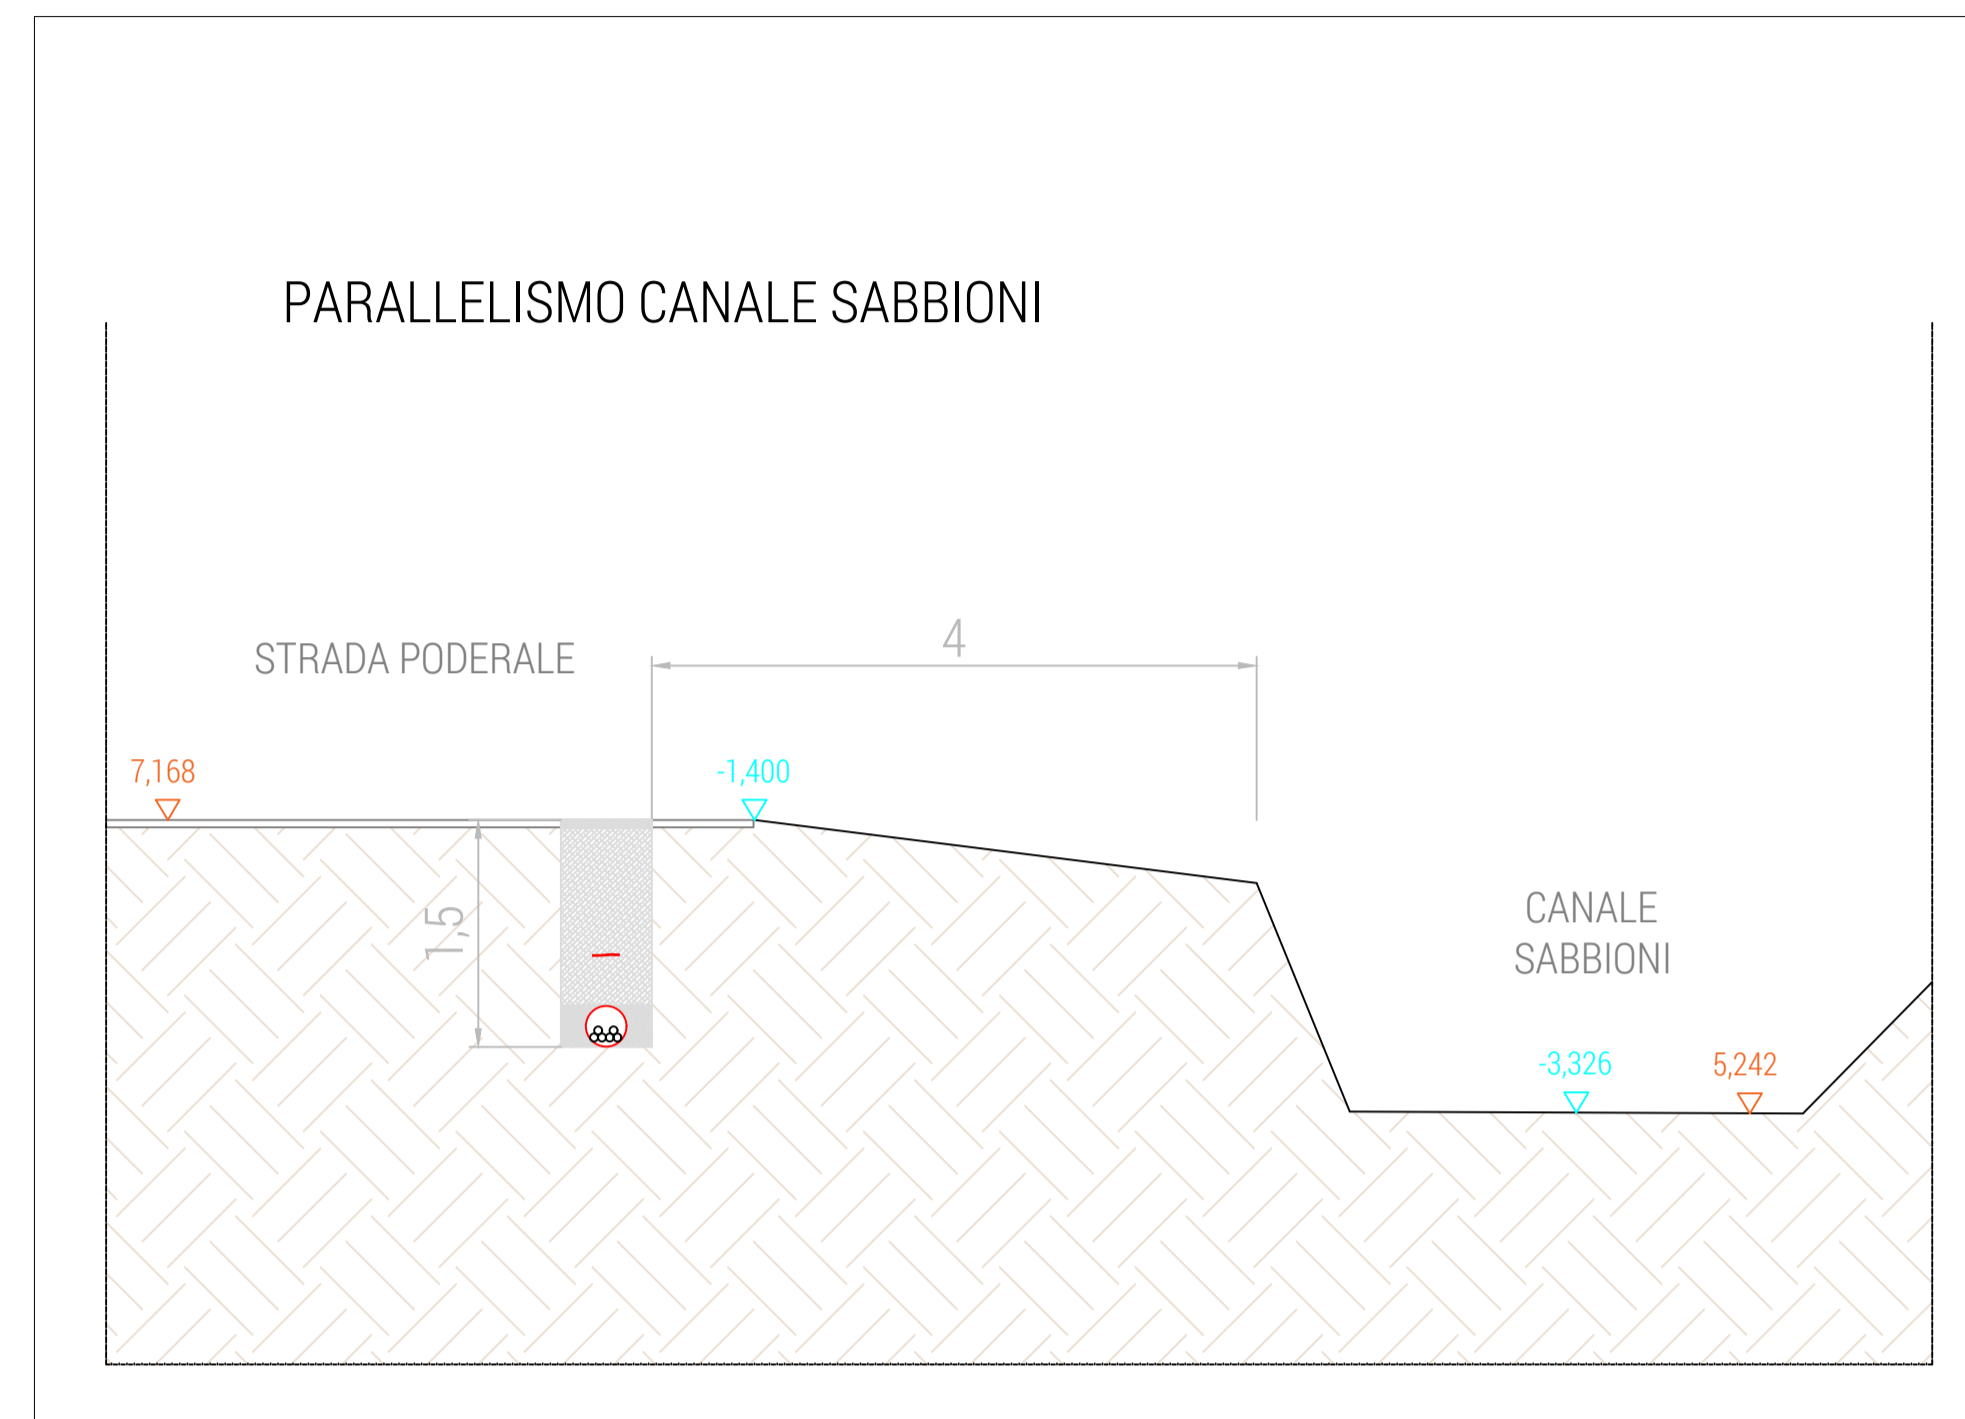 PARALLELISMO CANALE SABBIONI
STRADA PODERALE
4
7,168
-1,400
1,5
CANALE
SABBIONI
-3,326
5,242